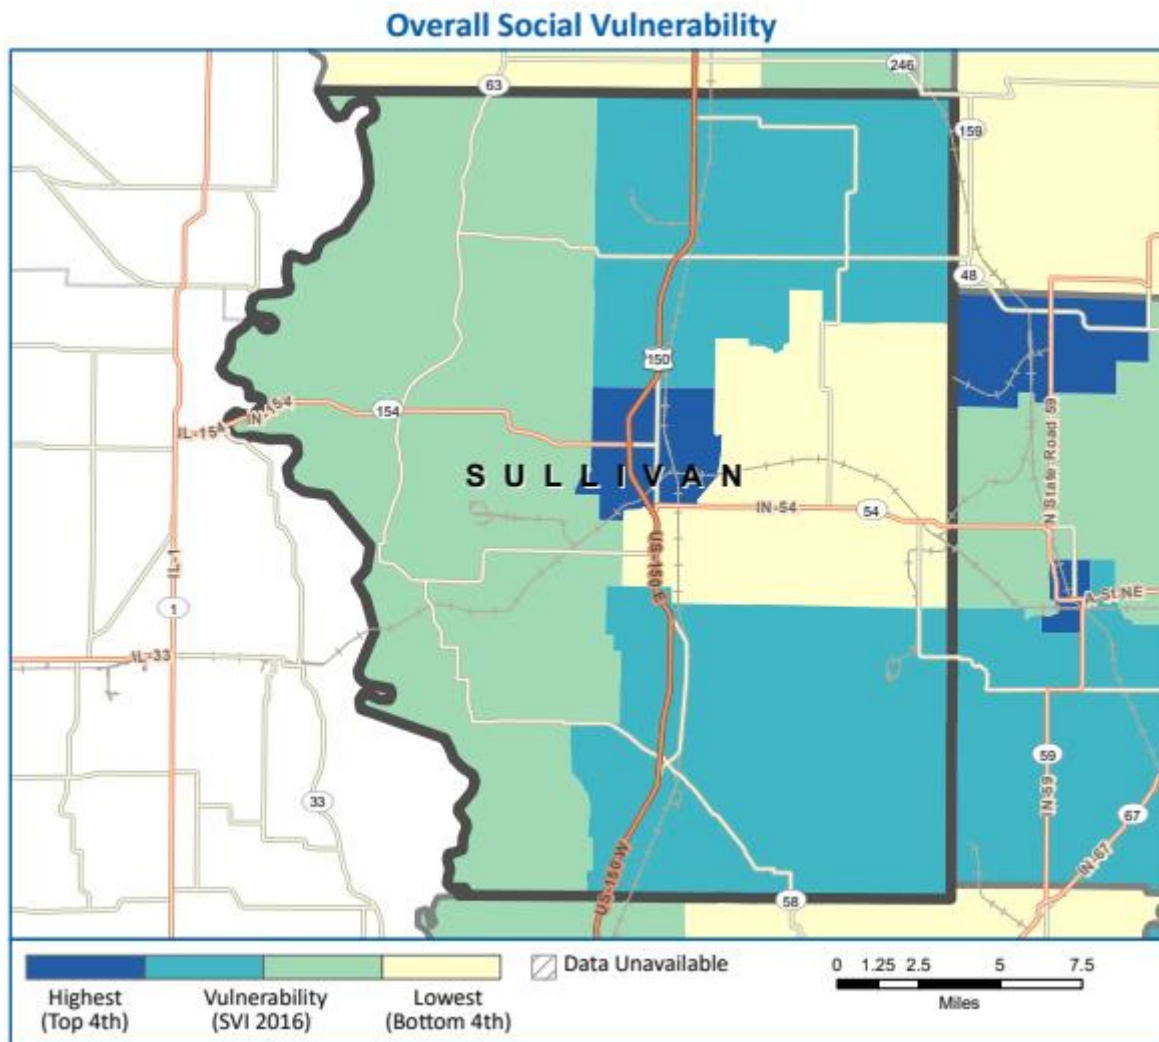 Overall Social Vulnerability
63
246
159
48
150
154
IN-154
IL-154
SULLIVAN
N State Road 59
IN-54
54
US-150 E
IL-1
1
A St NE
IL-33
33
59
IN-59
67
IN-67
US-150 W
58
Highest
(Top 4th)
Vulnerability
(SVI 2016)
Lowest
(Bottom 4th)
Data Unavailable
0 1.25 2.5 5 7.5
Miles